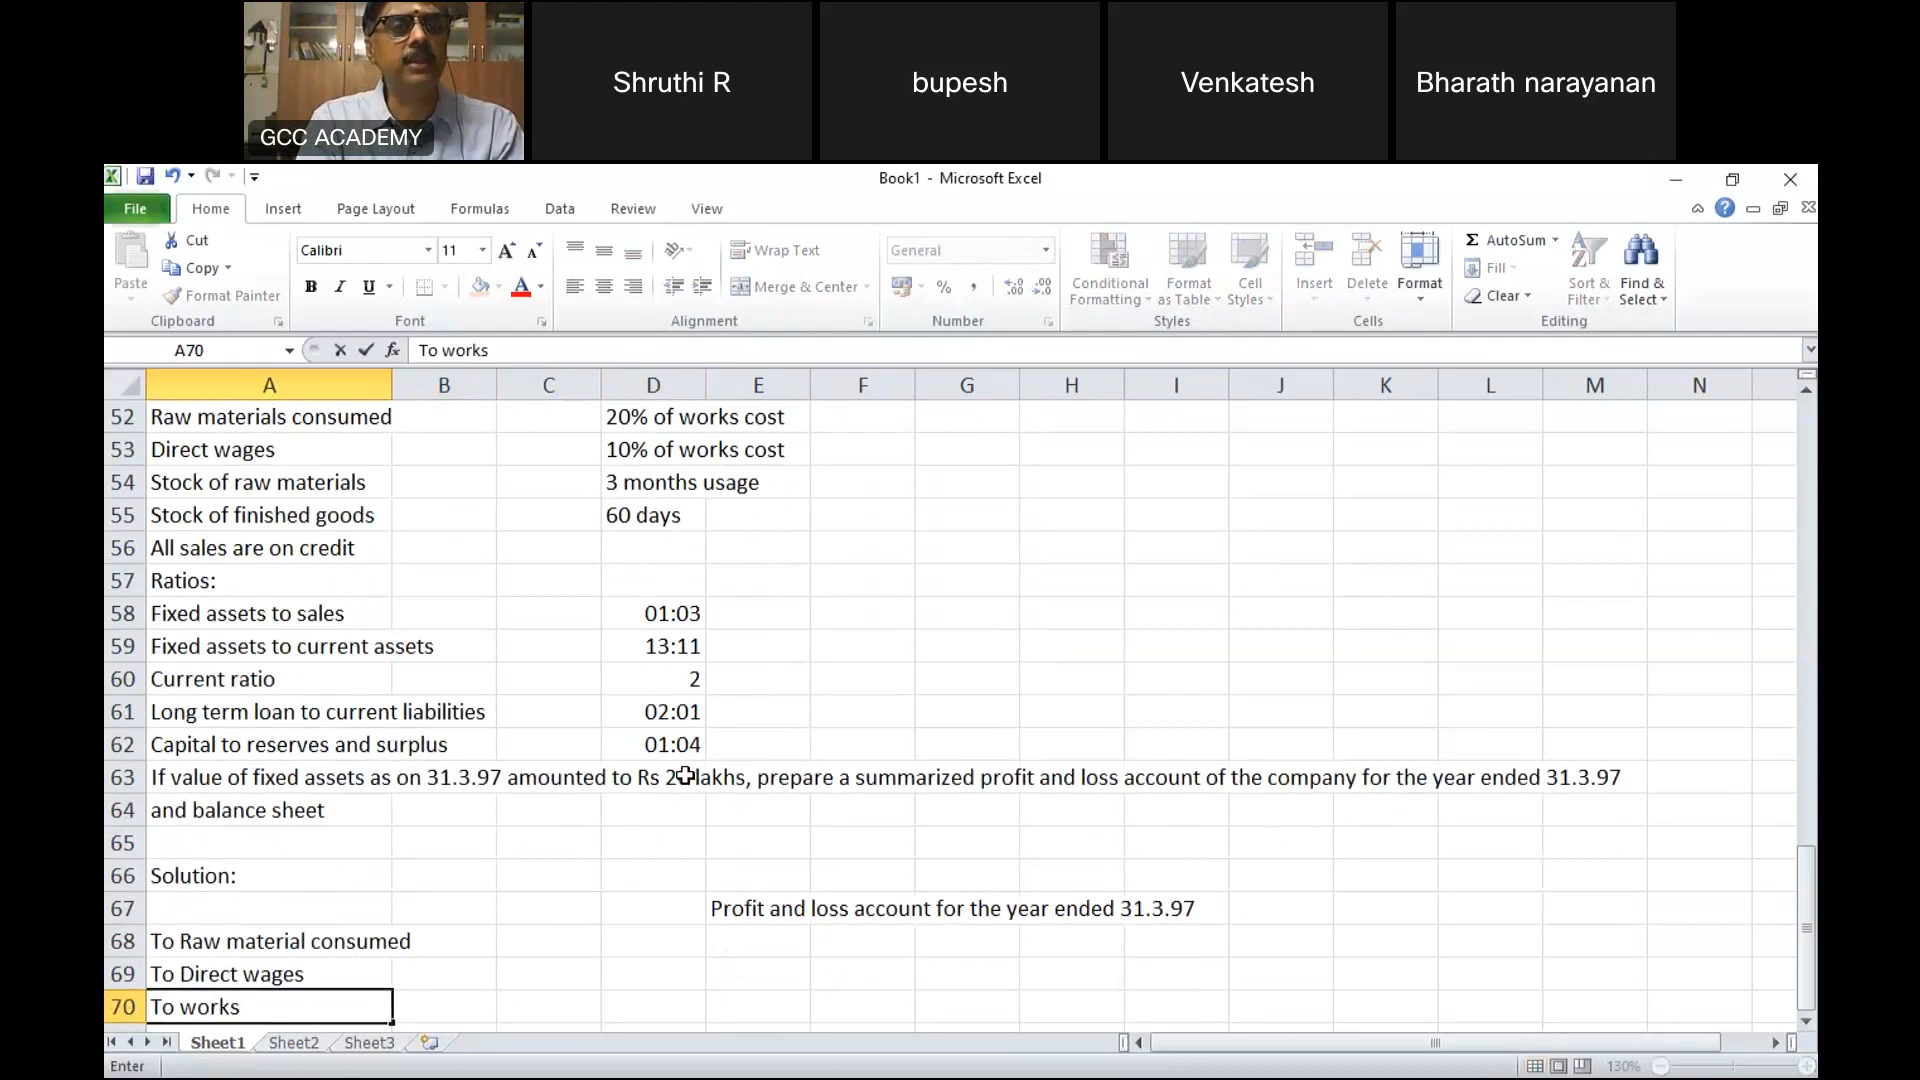 GCC ACADEMY
Shruthi R
bupesh
Venkatesh
Bharath narayanan
Book1 - Microsoft Excel
File Home Insert Page Layout Formulas Data Review View
Paste
Cut
Copy
Format Painter
Clipboard
Calibri 11
B I U A
Font
Wrap Text
Merge & Center
Alignment
General
% ,
Number
Conditional Formatting
Format as Table
Cell Styles
Styles
Insert Delete Format
Cells
Σ AutoSum
Fill
Clear
Sort & Filter
Find & Select
Editing
A70 fx To works
A B C D E F G H I J K L M N
52 Raw materials consumed 20% of works cost
53 Direct wages 10% of works cost
54 Stock of raw materials 3 months usage
55 Stock of finished goods 60 days
56 All sales are on credit
57 Ratios:
58 Fixed assets to sales 01:03
59 Fixed assets to current assets 13:11
60 Current ratio 2
61 Long term loan to current liabilities 02:01
62 Capital to reserves and surplus 01:04
63 If value of fixed assets as on 31.3.97 amounted to Rs lakhs, prepare a summarized profit and loss account of the company for the year ended 31.3.97
64 and balance sheet
65
66 Solution:
67 Profit and loss account for the year ended 31.3.97
68 To Raw material consumed
69 To Direct wages
70 To works
Sheet1 Sheet2 Sheet3
Enter 130%